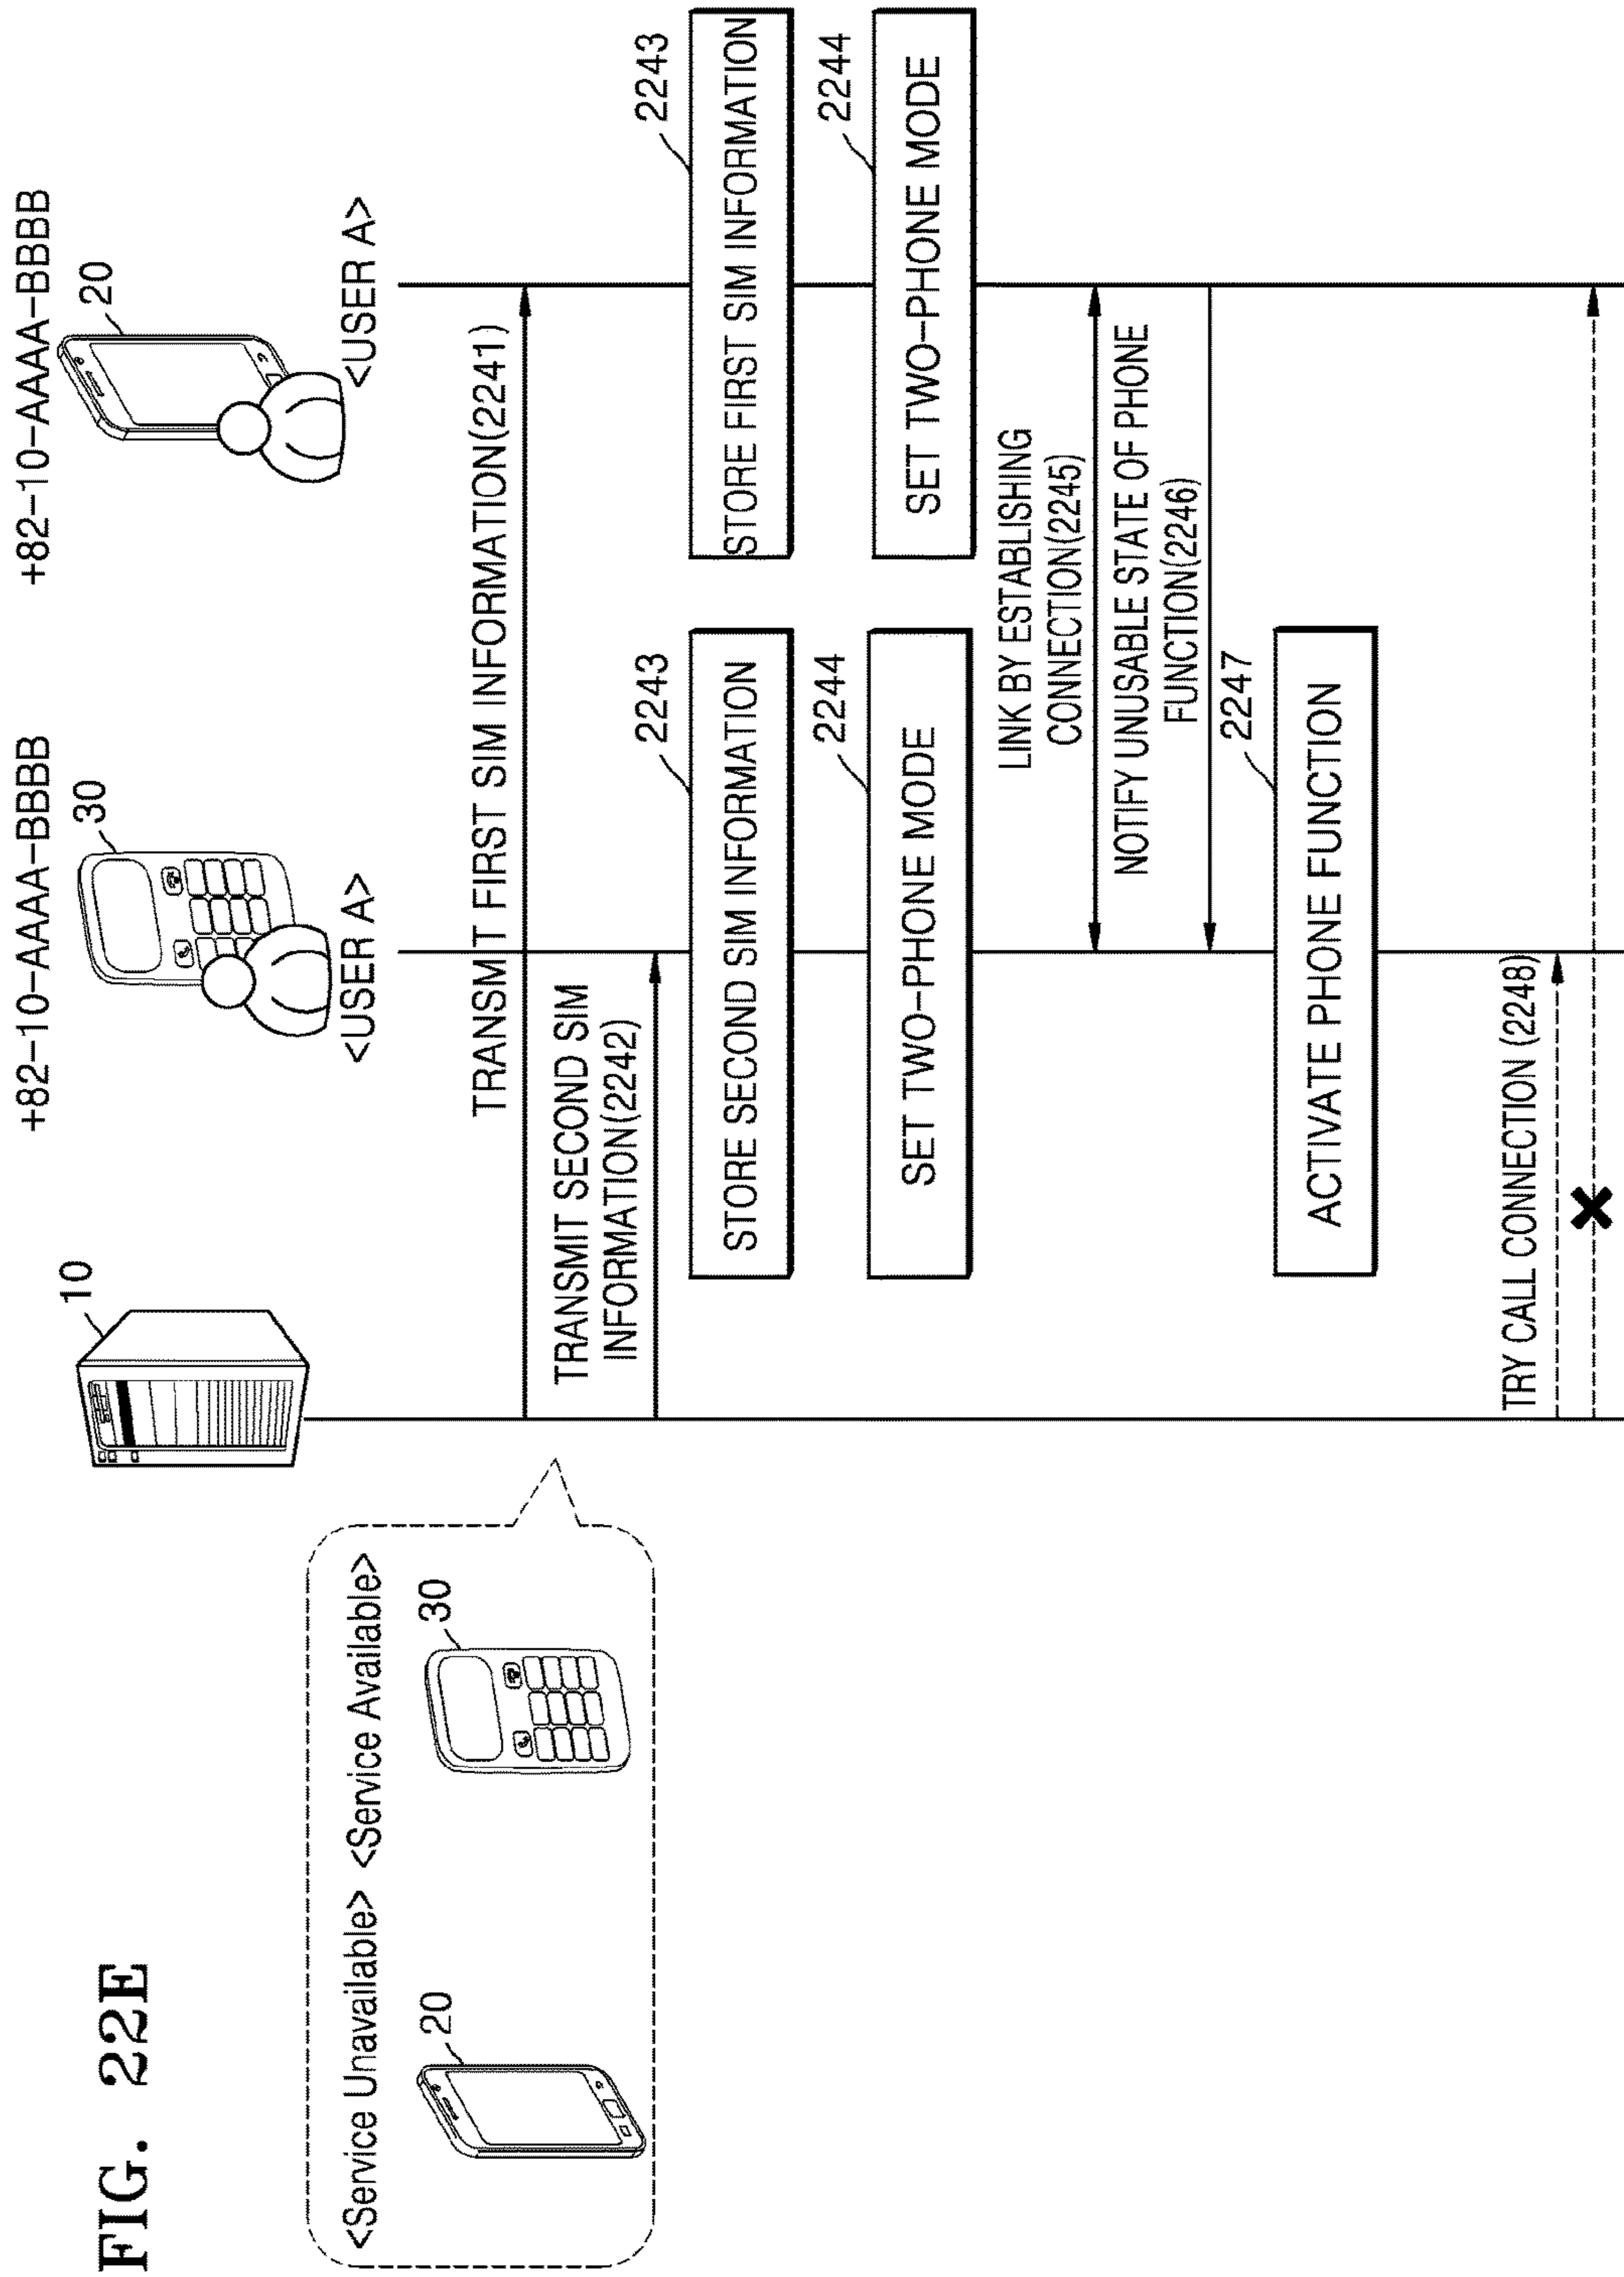 FIG. 22E
<Service Unavailable> <Service Available>
20
30
10
+82-10-AAAA-BBBB
30
<USER A>
+82-10-AAAA-BBBB
20
<USER A>
TRANSMIT FIRST SIM INFORMATION(2241)
TRANSMIT SECOND SIM
INFORMATION(2242)
2243
STORE SECOND SIM INFORMATION
2243
STORE FIRST SIM INFORMATION
2244
SET TWO-PHONE MODE
2244
SET TWO-PHONE MODE
LINK BY ESTABLISHING
CONNECTION(2245)
NOTIFY UNUSABLE STATE OF PHONE
FUNCTION(2246)
2247
ACTIVATE PHONE FUNCTION
TRY CALL CONNECTION (2248)